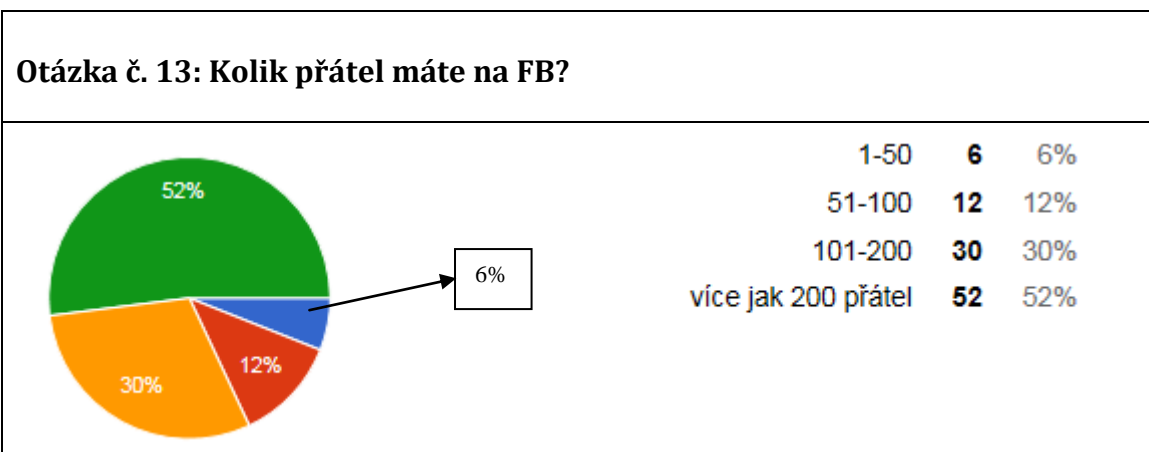 Otázka č. 13: Kolik přátel máte na FB?
52%
6%
12%
30%
1-50 6 6%
51-100 12 12%
101-200 30 30%
více jak 200 přátel 52 52%